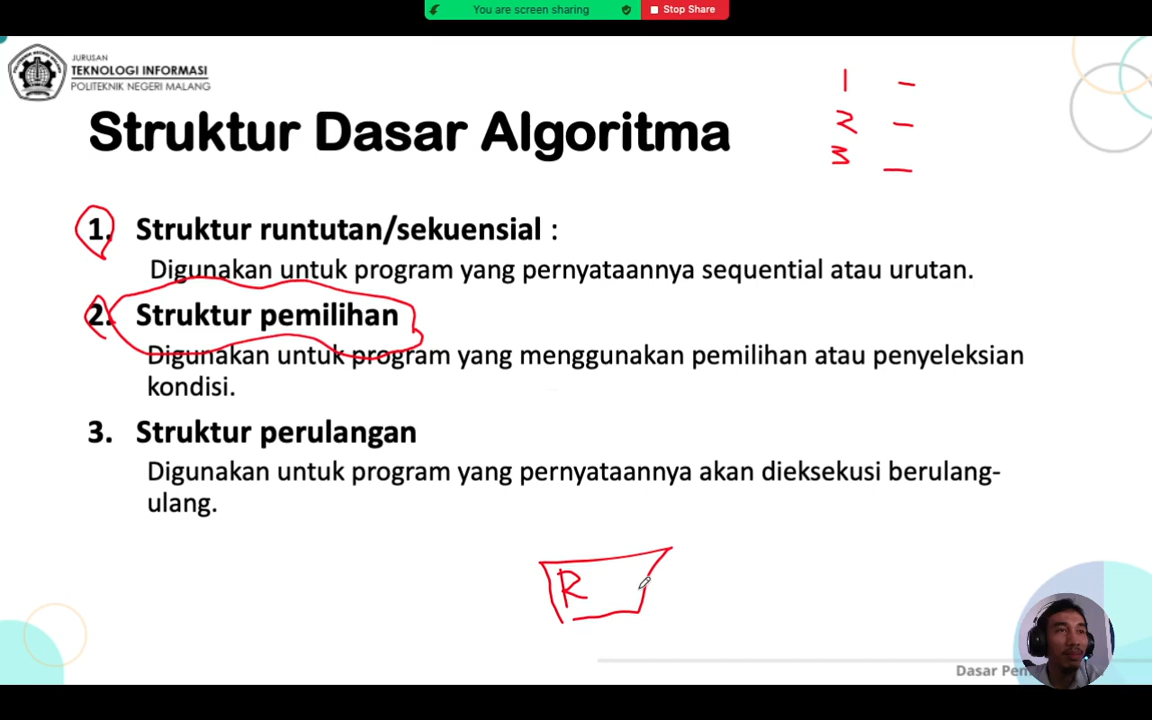 You are screen sharing
Stop Share
JURUSAN
TEKNOLOGI INFORMASI
POLITEKNIK NEGERI MALANG
1 -
2 -
3 -
Struktur Dasar Algoritma
1. Struktur runtutan/sekuensial :
Digunakan untuk program yang pernyataannya sequential atau urutan.
2. Struktur pemilihan
Digunakan untuk program yang menggunakan pemilihan atau penyeleksian
kondisi.
3. Struktur perulangan
Digunakan untuk program yang pernyataannya akan dieksekusi berulang-
ulang.
R
Dasar Pem